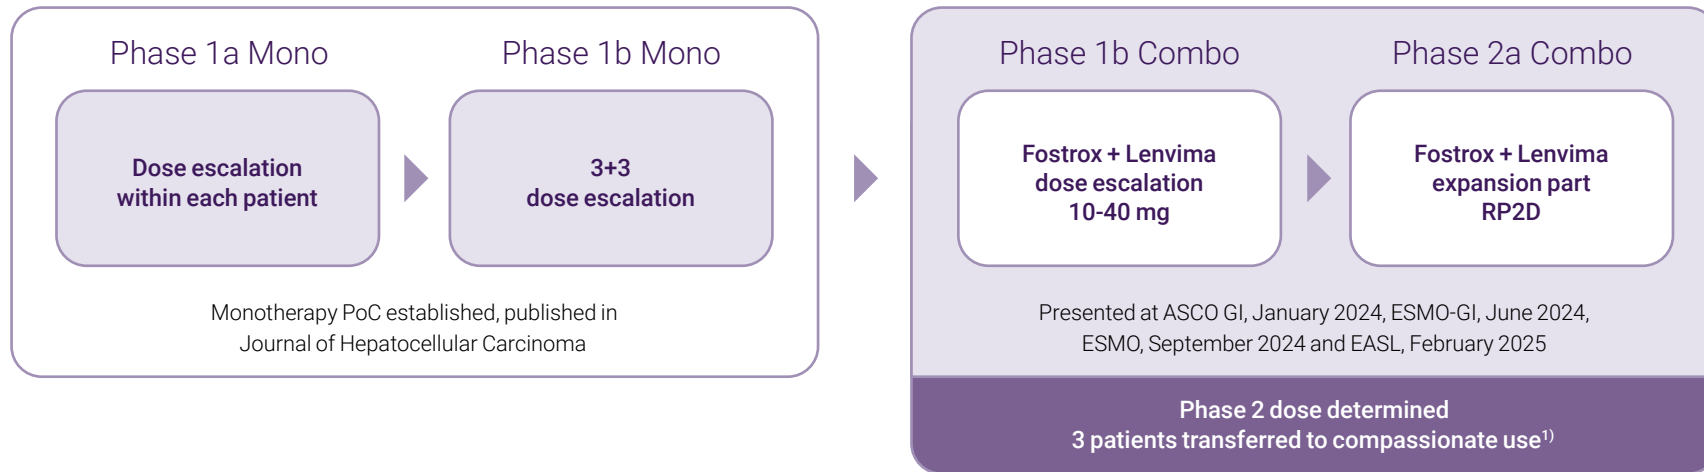 Phase 1a Mono
Dose escalation
within each patient
Phase 1b Mono
3+3
dose escalation
Monotherapy PoC established, published in
Journal of Hepatocellular Carcinoma
Phase 1b Combo
Fostrox + Lenvima
dose escalation
10-40 mg
Phase 2a Combo
Fostrox + Lenvima
expansion part
RP2D
Presented at ASCO GI, January 2024, ESMO-GI, June 2024,
ESMO, September 2024 and EASL, February 2025
Phase 2 dose determined
3 patients transferred to compassionate use¹⁾